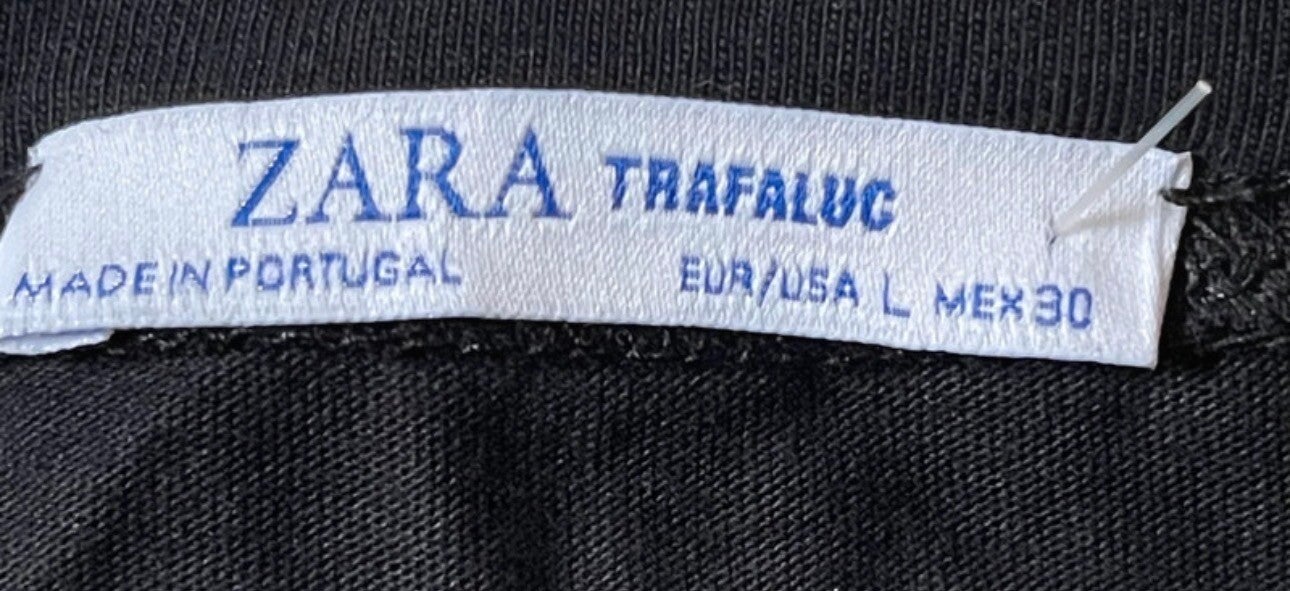 ZARA TRAFALUC
MADE IN PORTUGAL EUR/USA L MEX 30